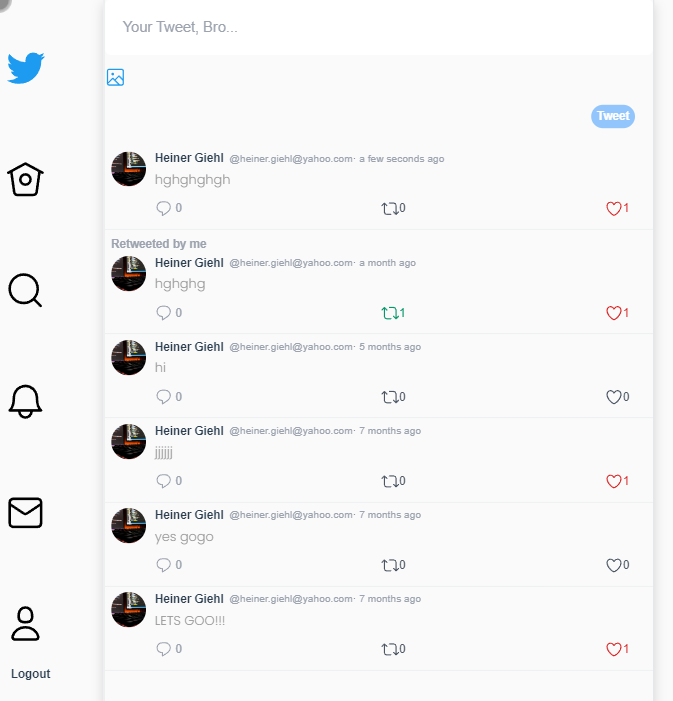 Your Tweet, Bro...
Tweet
Heiner Giehl @heiner.giehl@yahoo.com· a few seconds ago
hghghghgh
0 0 1
Retweeted by me
Heiner Giehl @heiner.giehl@yahoo.com· a month ago
hghghg
0 1 1
Heiner Giehl @heiner.giehl@yahoo.com· 5 months ago
hi
0 0 0
Heiner Giehl @heiner.giehl@yahoo.com· 7 months ago
jjjjjj
0 0 1
Heiner Giehl @heiner.giehl@yahoo.com· 7 months ago
yes gogo
0 0 0
Heiner Giehl @heiner.giehl@yahoo.com· 7 months ago
LETS GOO!!!
0 0 1
Logout